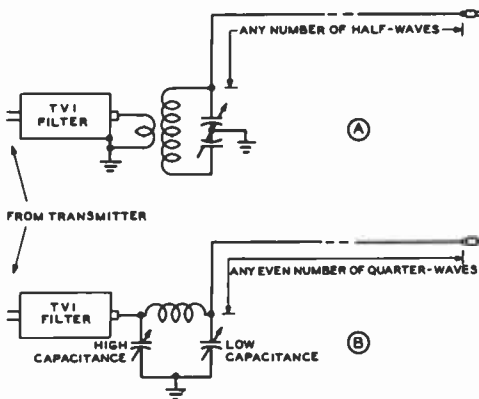 ANY NUMBER OF HALF-WAVES
TVI
FILTER
A
FROM TRANSMITTER
ANY EVEN NUMBER OF QUARTER-WAVES
TVI
FILTER
HIGH
CAPACITANCE
LOW
CAPACITANCE
B